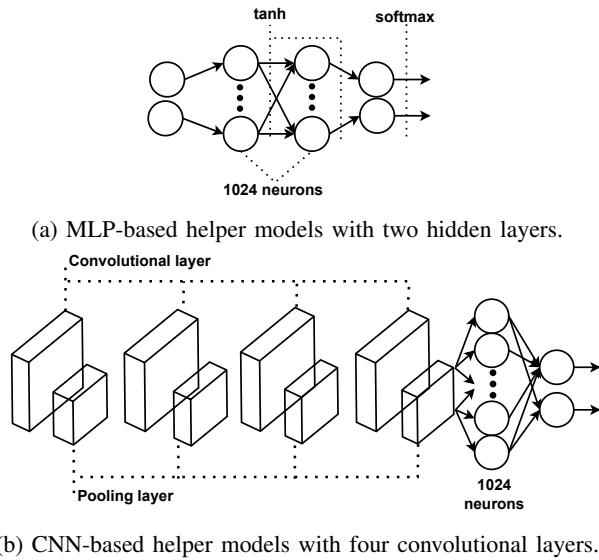 tanh softmax
1024 neurons
(a) MLP-based helper models with two hidden layers.
Convolutional layer
Pooling layer
1024
neurons
(b) CNN-based helper models with four convolutional layers.